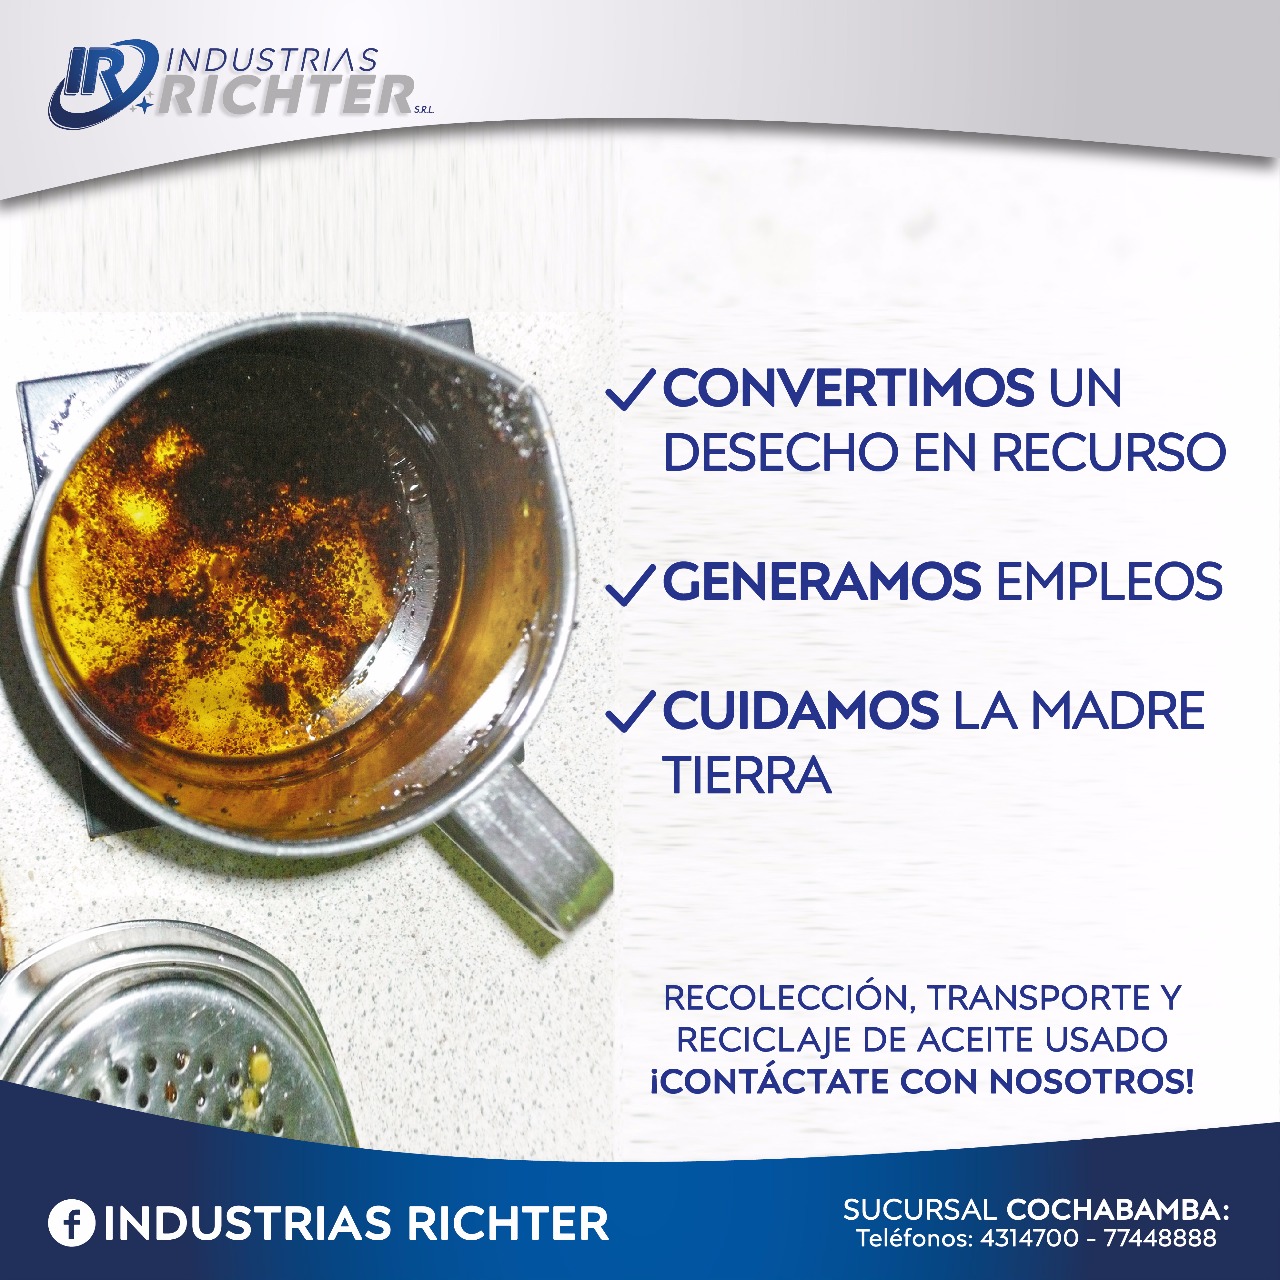 IR INDUSTRIAS
RICHTER S.R.L.
CONVERTIMOS UN
DESECHO EN RECURSO
GENERAMOS EMPLEOS
CUIDAMOS LA MADRE
TIERRA
RECOLECCIÓN, TRANSPORTE Y
RECICLAJE DE ACEITE USADO
¡CONTÁCTATE CON NOSOTROS!
f INDUSTRIAS RICHTER
SUCURSAL COCHABAMBA:
Teléfonos: 4314700 - 77448888